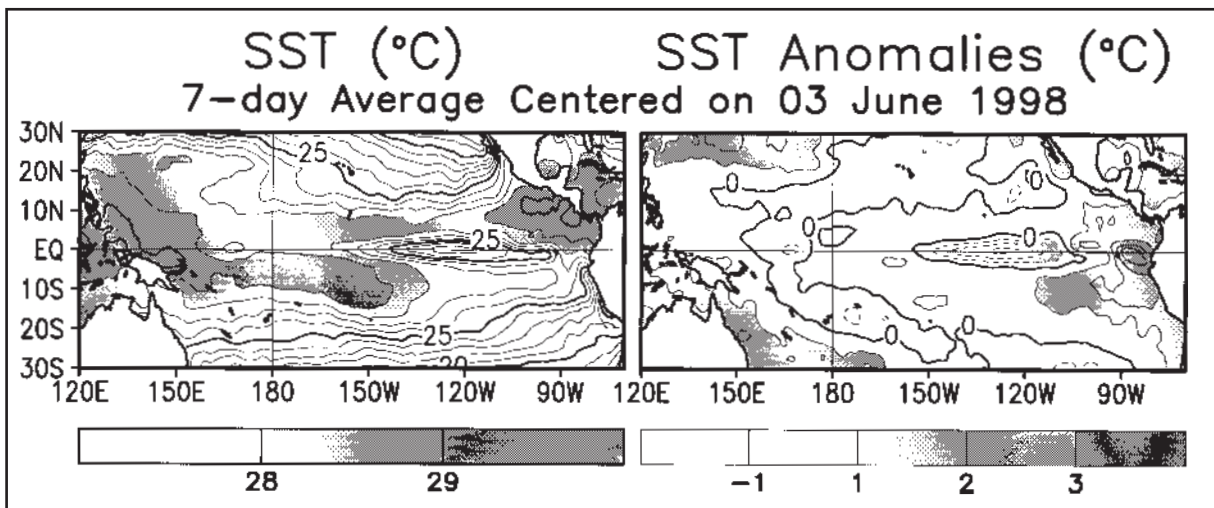 SST (°C) SST Anomalies (°C)
7-day Average Centered on 03 June 1998
30N
20N
10N
EQ
10S
20S
30S
25
25
25
20
0
0
0
0
0
0
0
120E 150E 180 150W 120W 90W 120E 150E 180 150W 120W 90W
28 29 -1 1 2 3